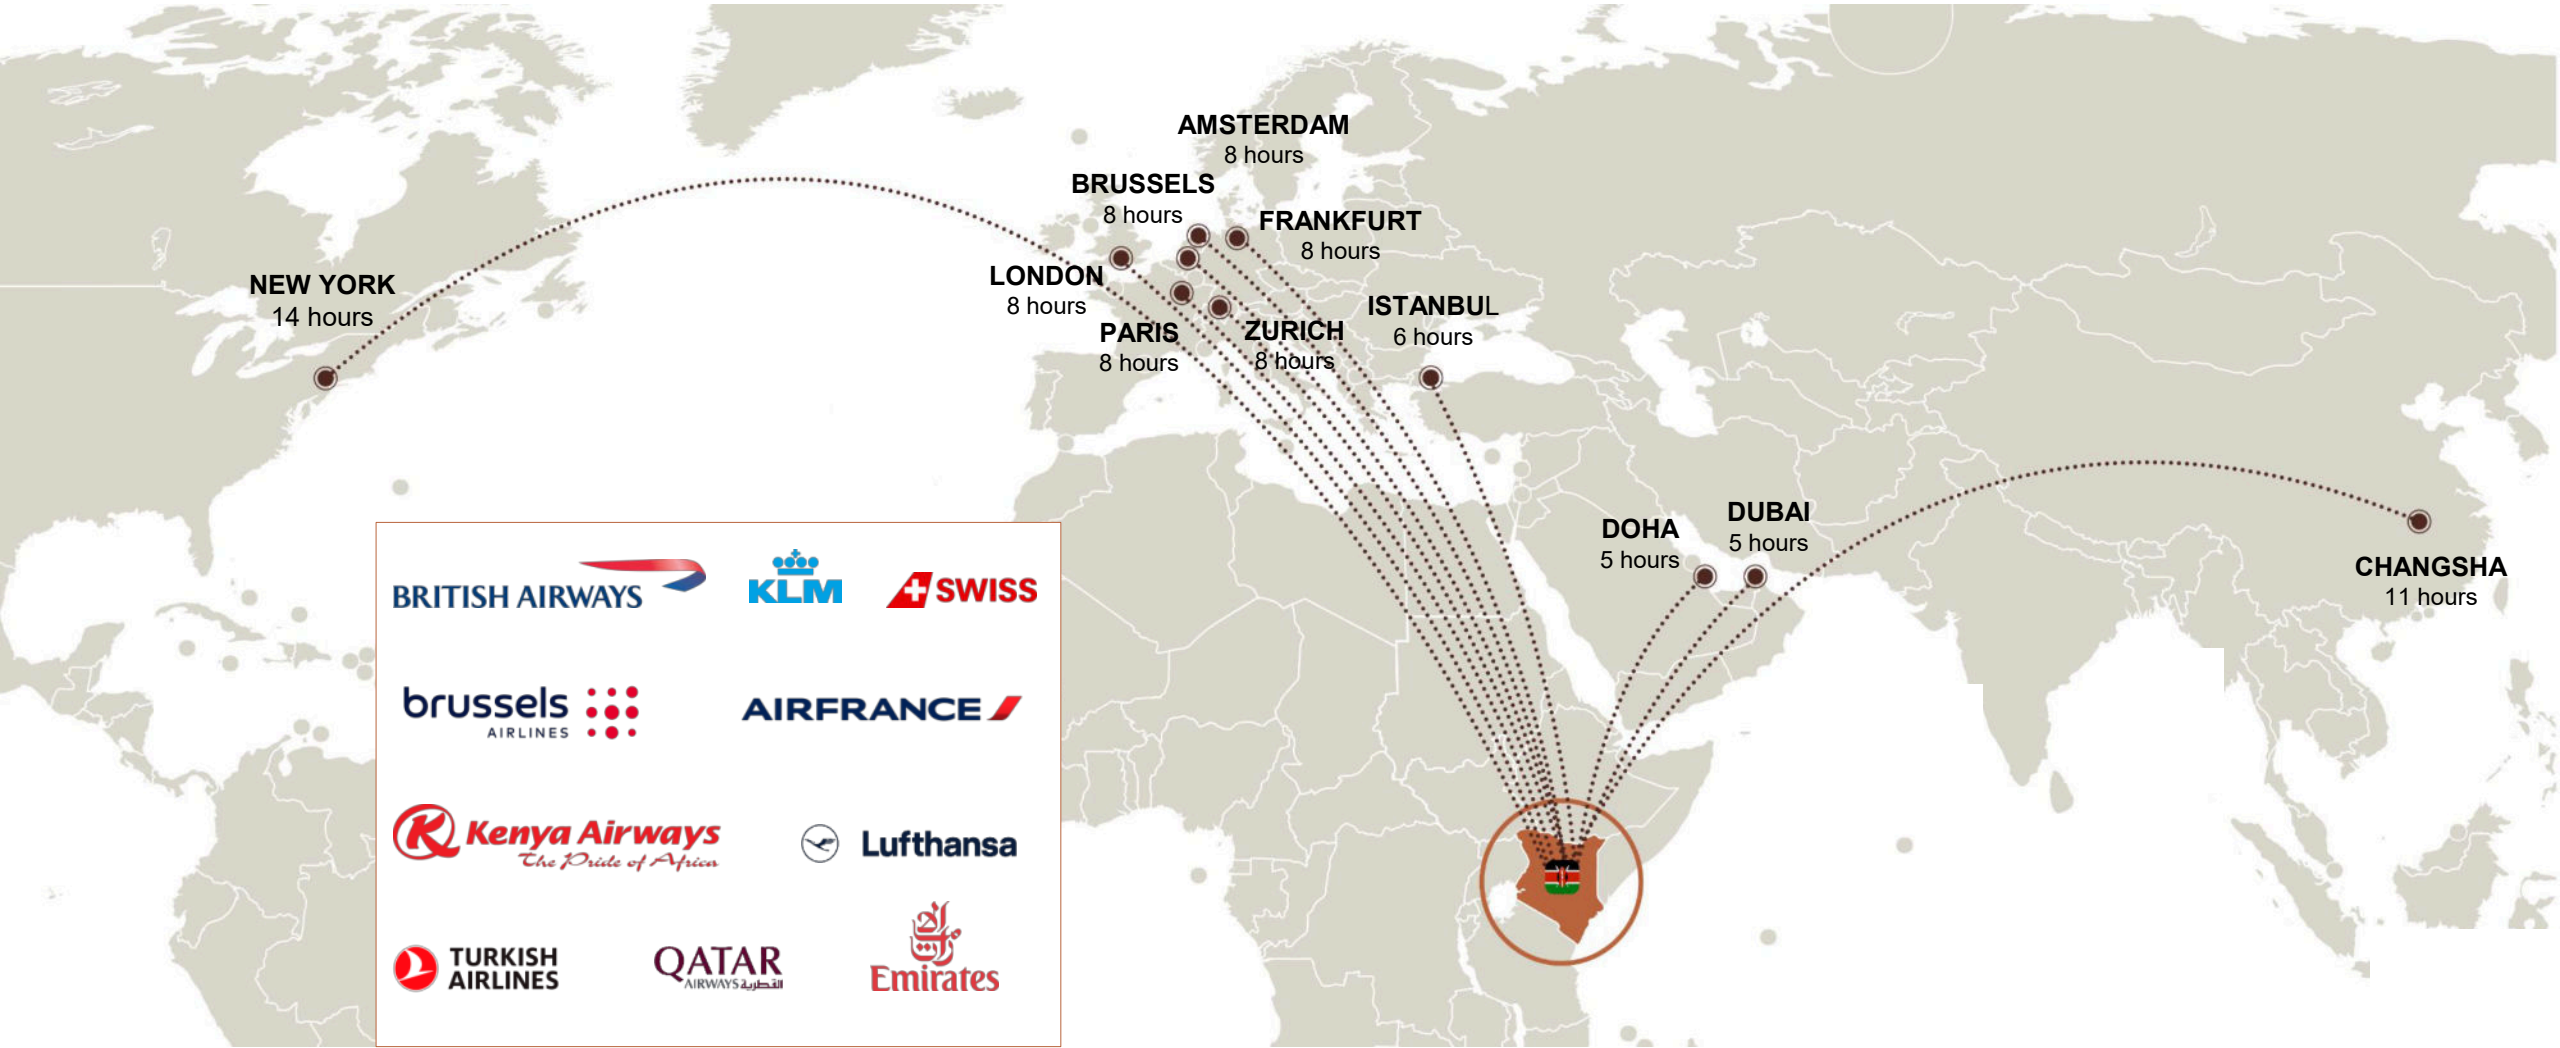 AMSTERDAM
8 hours
BRUSSELS
8 hours
FRANKFURT
8 hours
LONDON
8 hours
NEW YORK
14 hours
ISTANBUL
6 hours
PARIS
8 hours
ZURICH
8 hours
DOHA
5 hours
DUBAI
5 hours
CHANGSHA
11 hours
BRITISH AIRWAYS
KLM
SWISS
brussels
AIRLINES
AIRFRANCE
Kenya Airways
The Pride of Africa
Lufthansa
TURKISH
AIRLINES
QATAR
AIRWAYS القطرية
Emirates